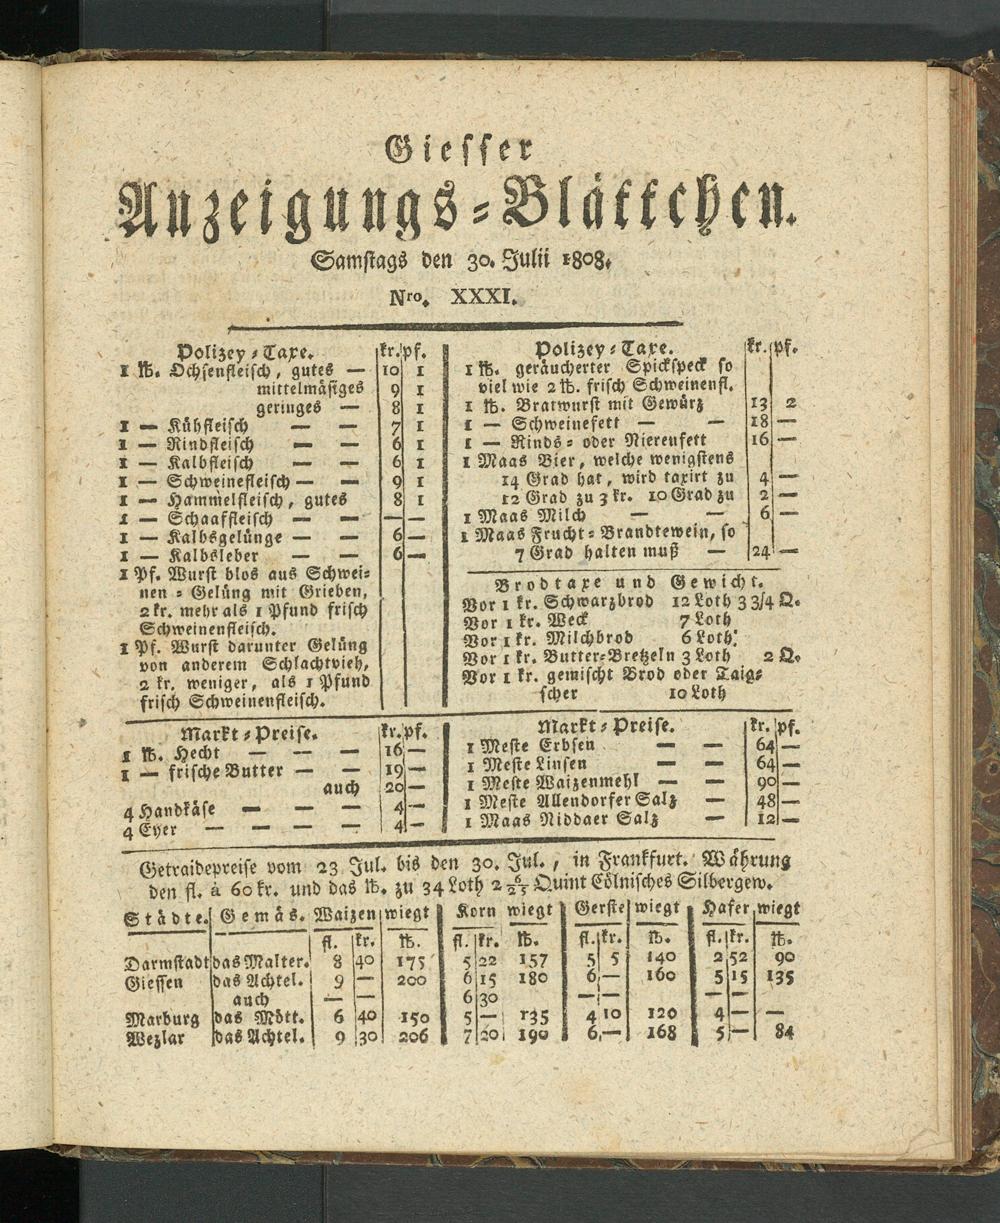 Giesser
Anzeigungs-Blättchen.
Samstags den 30. Julii 1808.
Nro. XXXI.
Polizey-Taxe. kr. pf.
1 ℔. Ochsenfleisch, gutes — 10 1
mittelmäsiges 9 1
geringes — 8 1
1 — Kühfleisch — — 7 1
1 — Rindfleisch — — 6 1
1 — Kalbfleisch — — 6 1
1 — Schweinefleisch — — 9 1
1 — Hammelfleisch, gutes 8 1
1 — Schaaffleisch — — — —
1 — Kalbsgelünge — — 6 —
1 — Kalbsleber — — 6 —
1 Pf. Wurst blos aus Schwei-
nen-Gelüng mit Grieben,
2 kr. mehr als 1 Pfund frisch
Schweinenfleisch.
1 Pf. Wurst darunter Gelüng
von anderem Schlachtvieh,
2 kr. weniger, als 1 Pfund
frisch Schweinenfleisch.
Polizey-Taxe. kr. pf.
1 ℔. geräucherter Spickspeck so
viel wie 2 ℔. frisch Schweinenfl.
1 ℔. Bratwurst mit Gewürz 13 2
1 — Schweinefett — — 18 —
1 — Rinds- oder Nierenfett 16 —
1 Maas Bier, welche wenigstens
14 Grad hat, wird taxirt zu 4 —
12 Grad zu 3 kr. 10 Grad zu 2 —
1 Maas Milch — — 6 —
1 Maas Frucht-Brandtewein, so
7 Grad halten muß — 24 —
Brodtaxe und Gewicht.
Vor 1 kr. Schwarzbrod 12 Loth 3 3/4 Q.
Vor 1 kr. Weck 7 Loth
Vor 1 kr. Milchbrod 6 Loth.
Vor 1 kr. Butter-Bretzeln 3 Loth 2 Q.
Vor 1 kr. gemischt Brod oder Taig-
scher 10 Loth
Markt-Preise. kr. pf.
1 ℔. Hecht — — — 16 —
1 — frische Butter — — 19 —
auch 20 —
4 Handkäse — — — 4 —
4 Eyer — — — — 4 —
Markt-Preise. kr. pf.
1 Meste Erbsen — — 64 —
1 Meste Linsen — — 64 —
1 Meste Waizenmehl — — 90 —
1 Meste Allendorfer Salz — 48 —
1 Maas Niddaer Salz — 12 —
Getraidepreise vom 23 Jul. bis den 30. Jul., in Frankfurt. Währung
den fl. à 60 kr. und das ℔. zu 34 Loth 2 6/25 Quint Cölnisches Silbergew.
Städte. Gemäs. Waizen wiegt Korn wiegt Gerste wiegt Hafer wiegt
fl. kr. ℔. fl. kr. ℔. fl. kr. ℔. fl. kr. ℔.
Darmstadt das Malter. 8 40 175 5 22 157 5 5 140 2 52 90
Giessen das Achtel. 9 — 200 6 15 180 6 — 160 5 15 135
auch — — 6 30 — — — —
Marburg das Mött. 6 40 150 5 — 135 4 10 120 4 — —
Wezlar das Achtel. 9 30 206 7 20 190 6 — 168 5 — 84